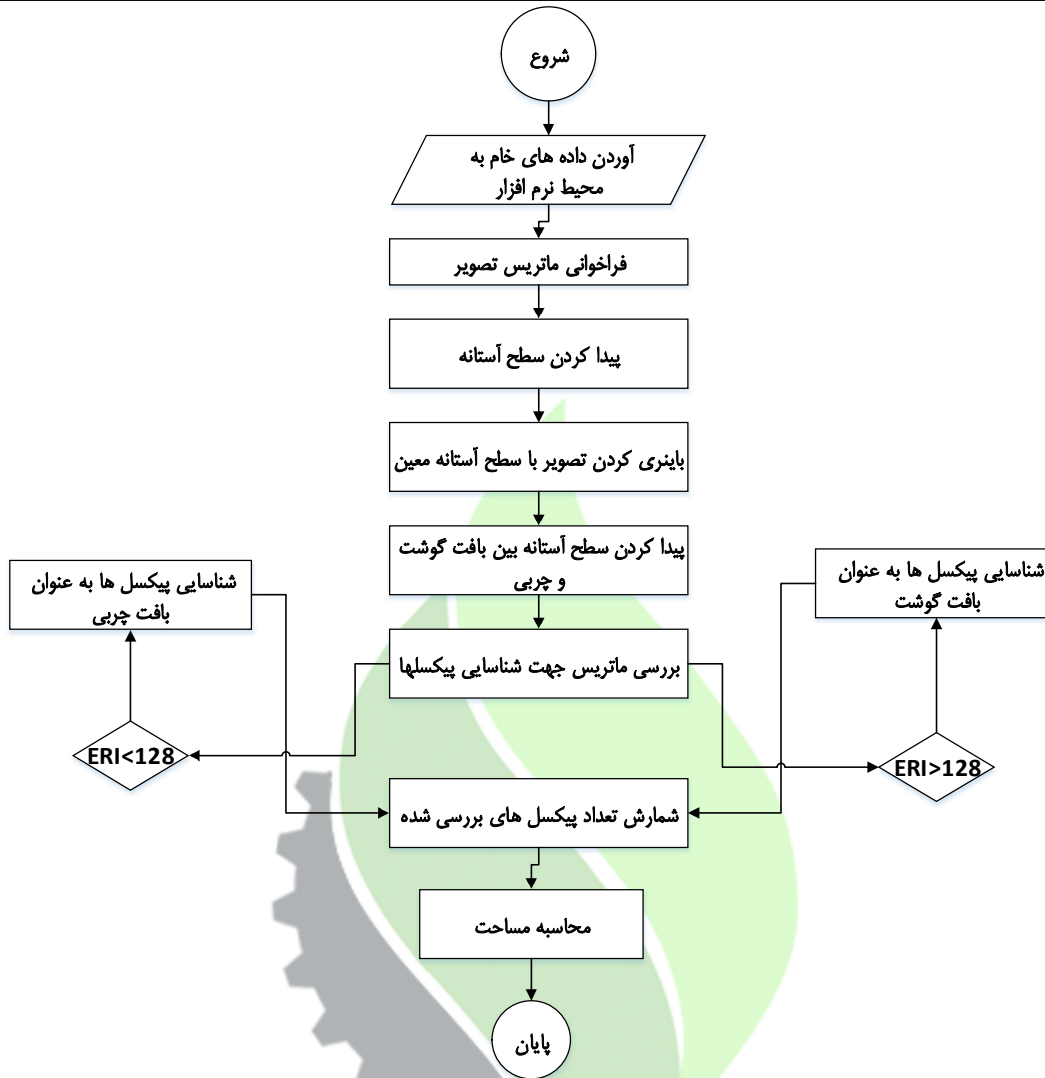 شروع
آوردن داده های خام به
محیط نرم افزار
فراخوانی ماتریس تصویر
پیدا کردن سطح آستانه
باینری کردن تصویر با سطح آستانه معین
پیدا کردن سطح آستانه بین بافت گوشت
و چربی
شناسایی پیکسل ها به عنوان
بافت گوشت
شناسایی پیکسل ها به عنوان
بافت چربی
بررسی ماتریس جهت شناسایی پیکسلها
ERI>128
ERI<128
شمارش تعداد پیکسل های بررسی شده
محاسبه مساحت
پایان